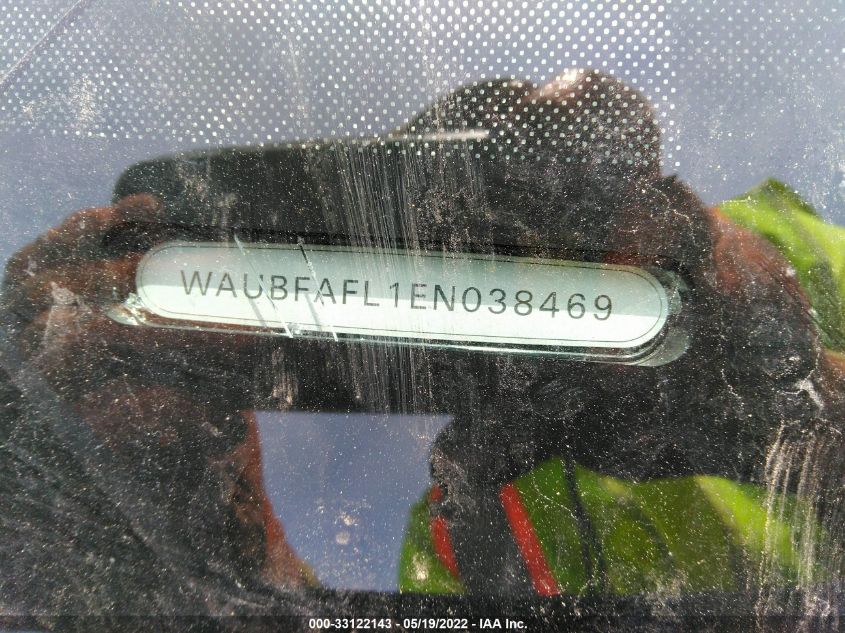 WAUBFAFL1EN038469
000-33122143 - 05/19/2022 - IAA Inc.